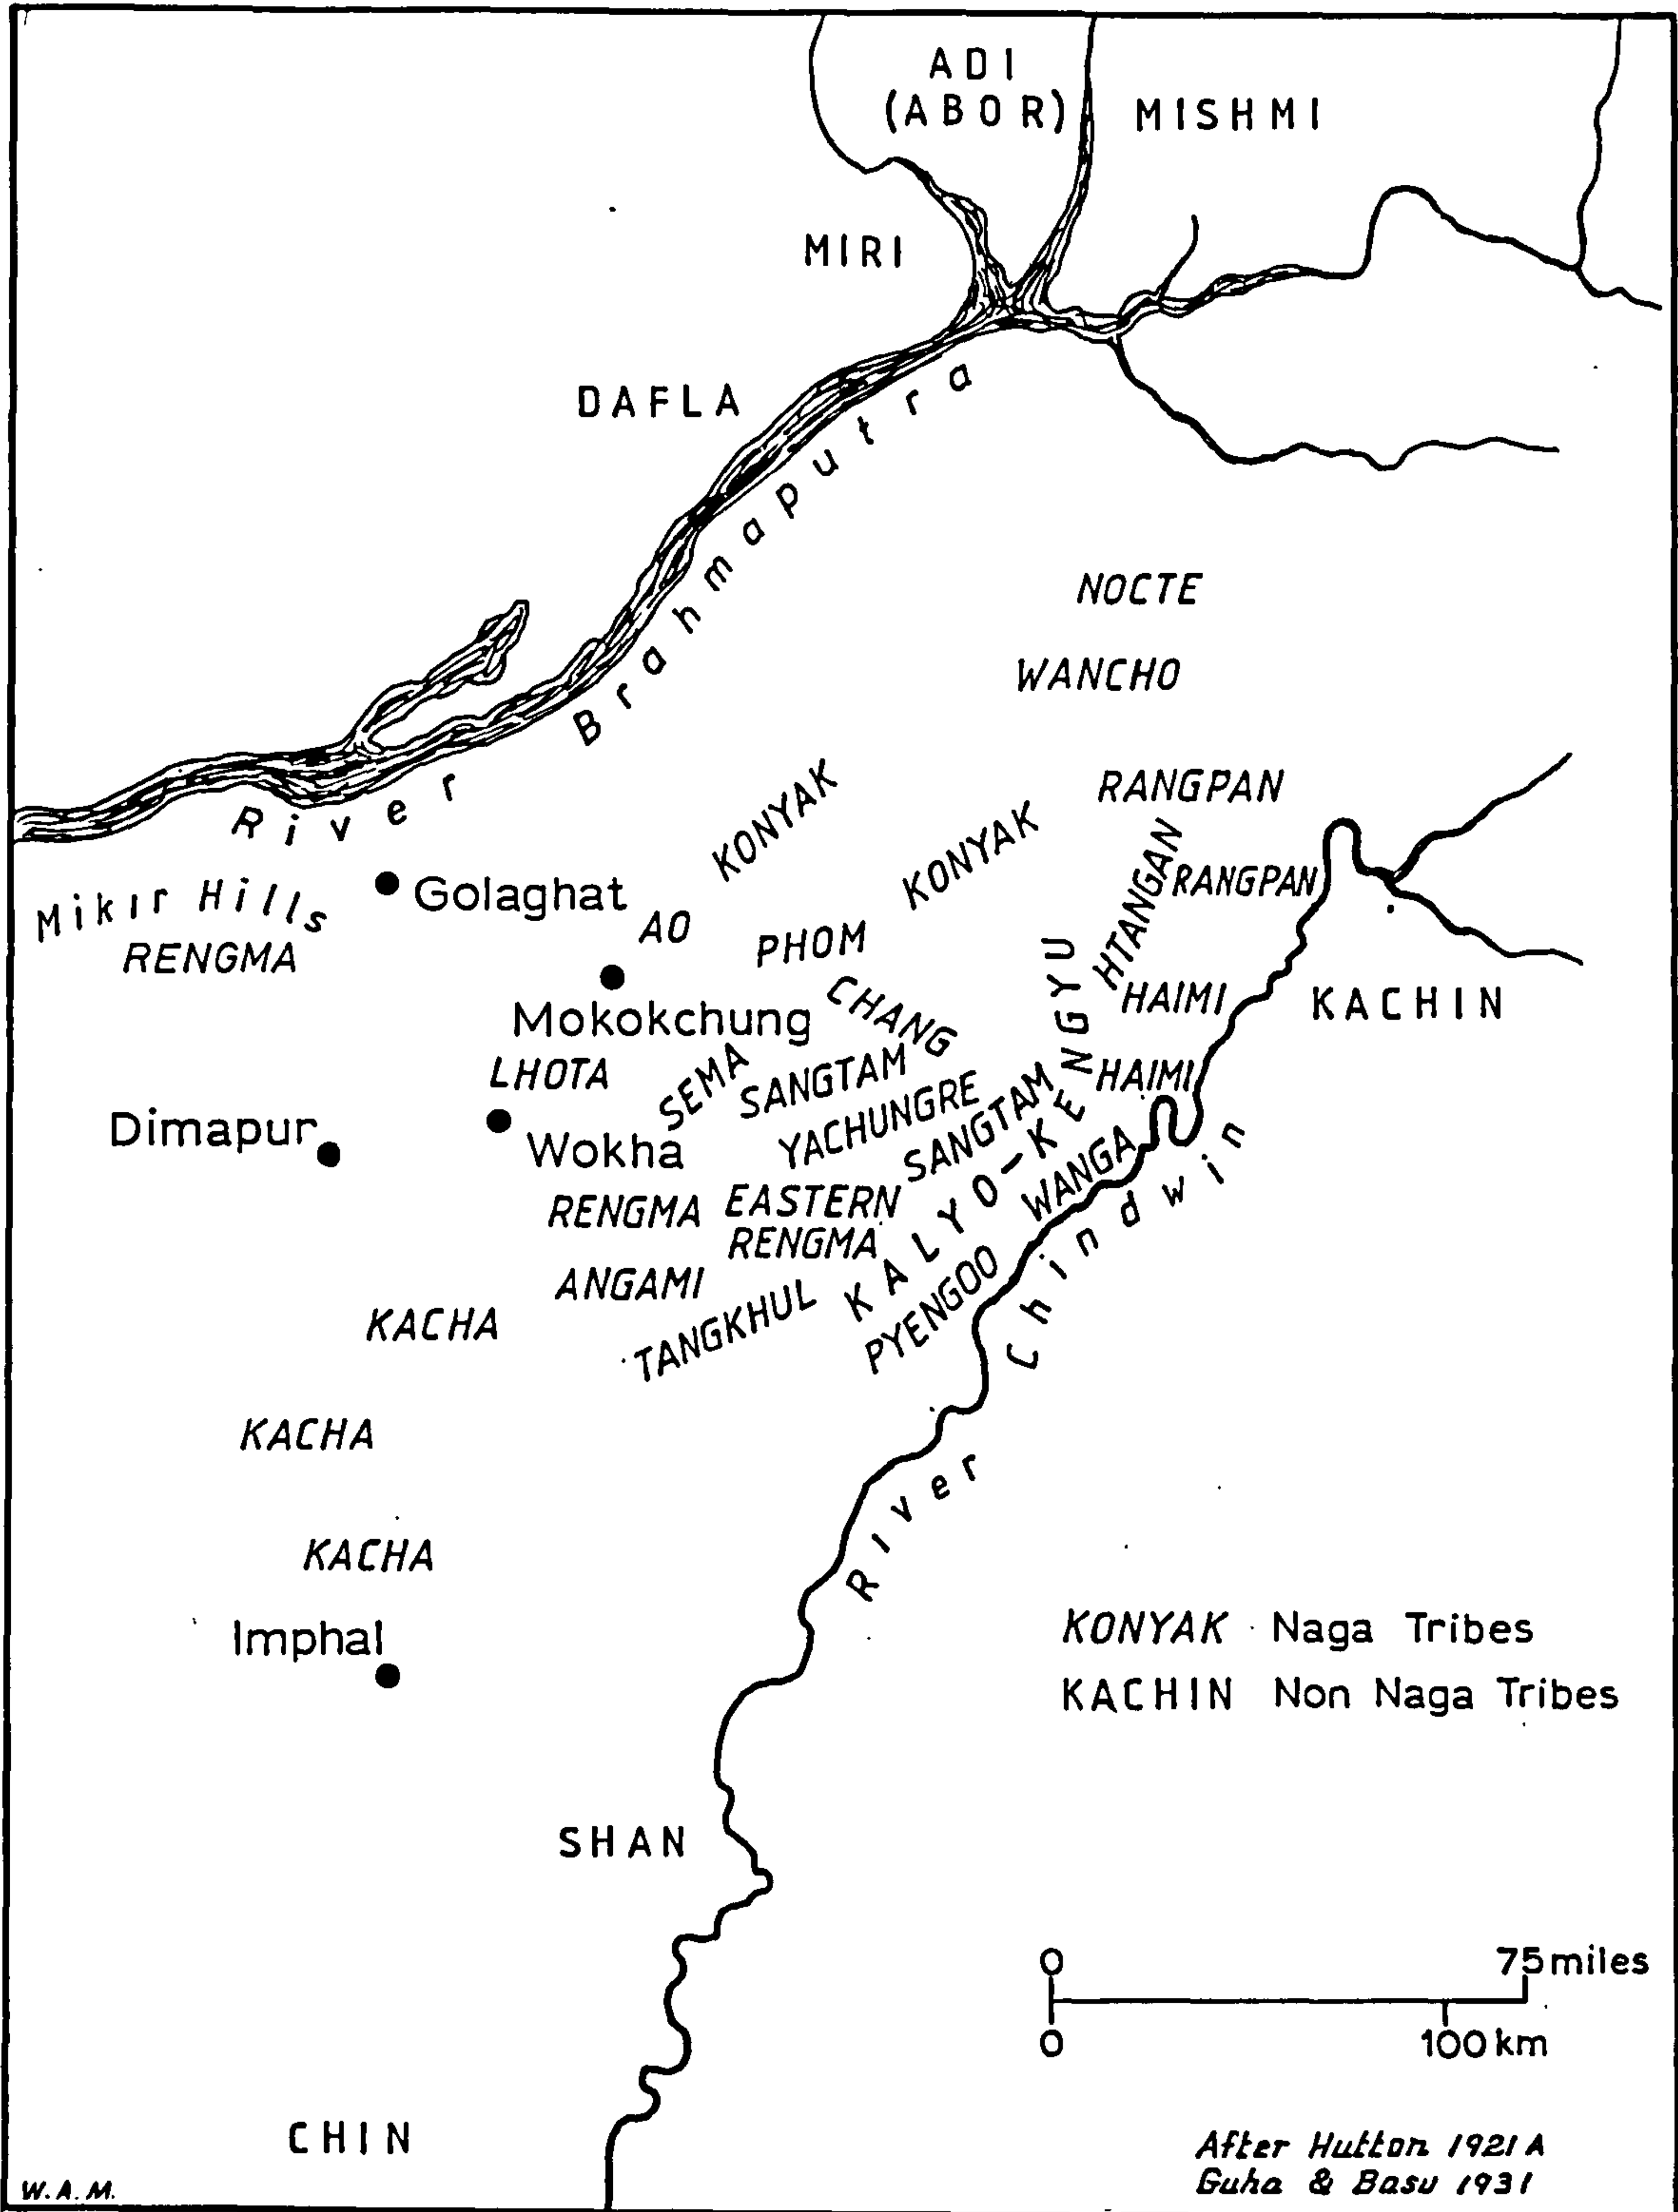 ADI
(ABOR)
MISHMI
MIRI
DAFLA
River Brahmaputra
NOCTE
WANCHO
KONYAK
KONYAK
RANGPAN
HTANGAN
RANGPAN
Mikir Hills
RENGMA
Golaghat
AO
PHOM
Mokokchung
CHANG
HAIMI
KACHIN
LHOTA
SEMA
SANGTAM
HAIMI
Dimapur
Wokha
YACHUNGRE
SANGTAM
KALYO-KENGYU
WANGA
RENGMA
EASTERN
RENGMA
ANGAMI
TANGKHUL
PYENGOO
River Chindwin
KACHA
KACHA
KACHA
Imphal
KONYAK Naga Tribes
KACHIN Non Naga Tribes
SHAN
0 75 miles
0 100 km
CHIN
After Hutton 1921 A
Guha & Basu 1931
W.A.M.